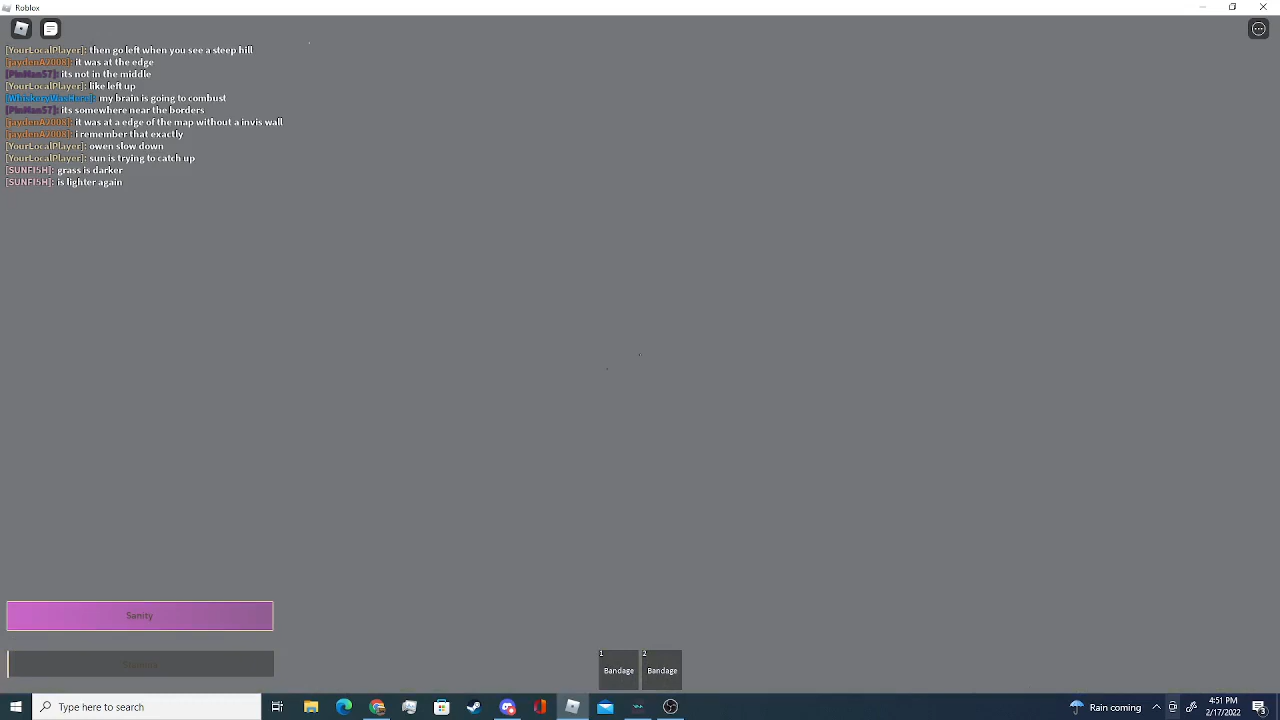 Roblox
[YourLocalPlayer]: then go left when you see a steep hill
[jaydenA2008]: it was at the edge
[PinMan57]: its not in the middle
[YourLocalPlayer]: like left up
my brain is going to combust
[PinMan57]: its somewhere near the borders
[jaydenA2008]: it was at a edge of the map without a invis wall
[jaydenA2008]: i remember that exactly
[YourLocalPlayer]: owen slow down
[YourLocalPlayer]: sun is trying to catch up
[SUNFI5H]: grass is darker
[SUNFI5H]: is lighter again
Sanity
Stamina
1 2
Bandage Bandage
Type here to search
Rain coming
4:51 PM
2/17/2022